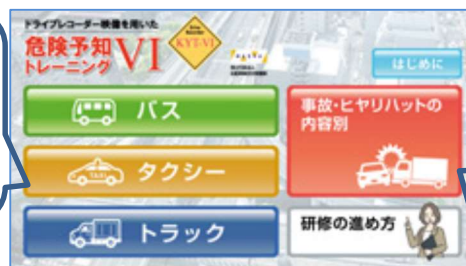 ドライブレコーダー映像を用いた
危険予知
トレーニング VI
KYT-VI
はじめに
バス
事故・ヒヤリハットの
内容別
タクシー
TAXI
トラック
研修の進め方